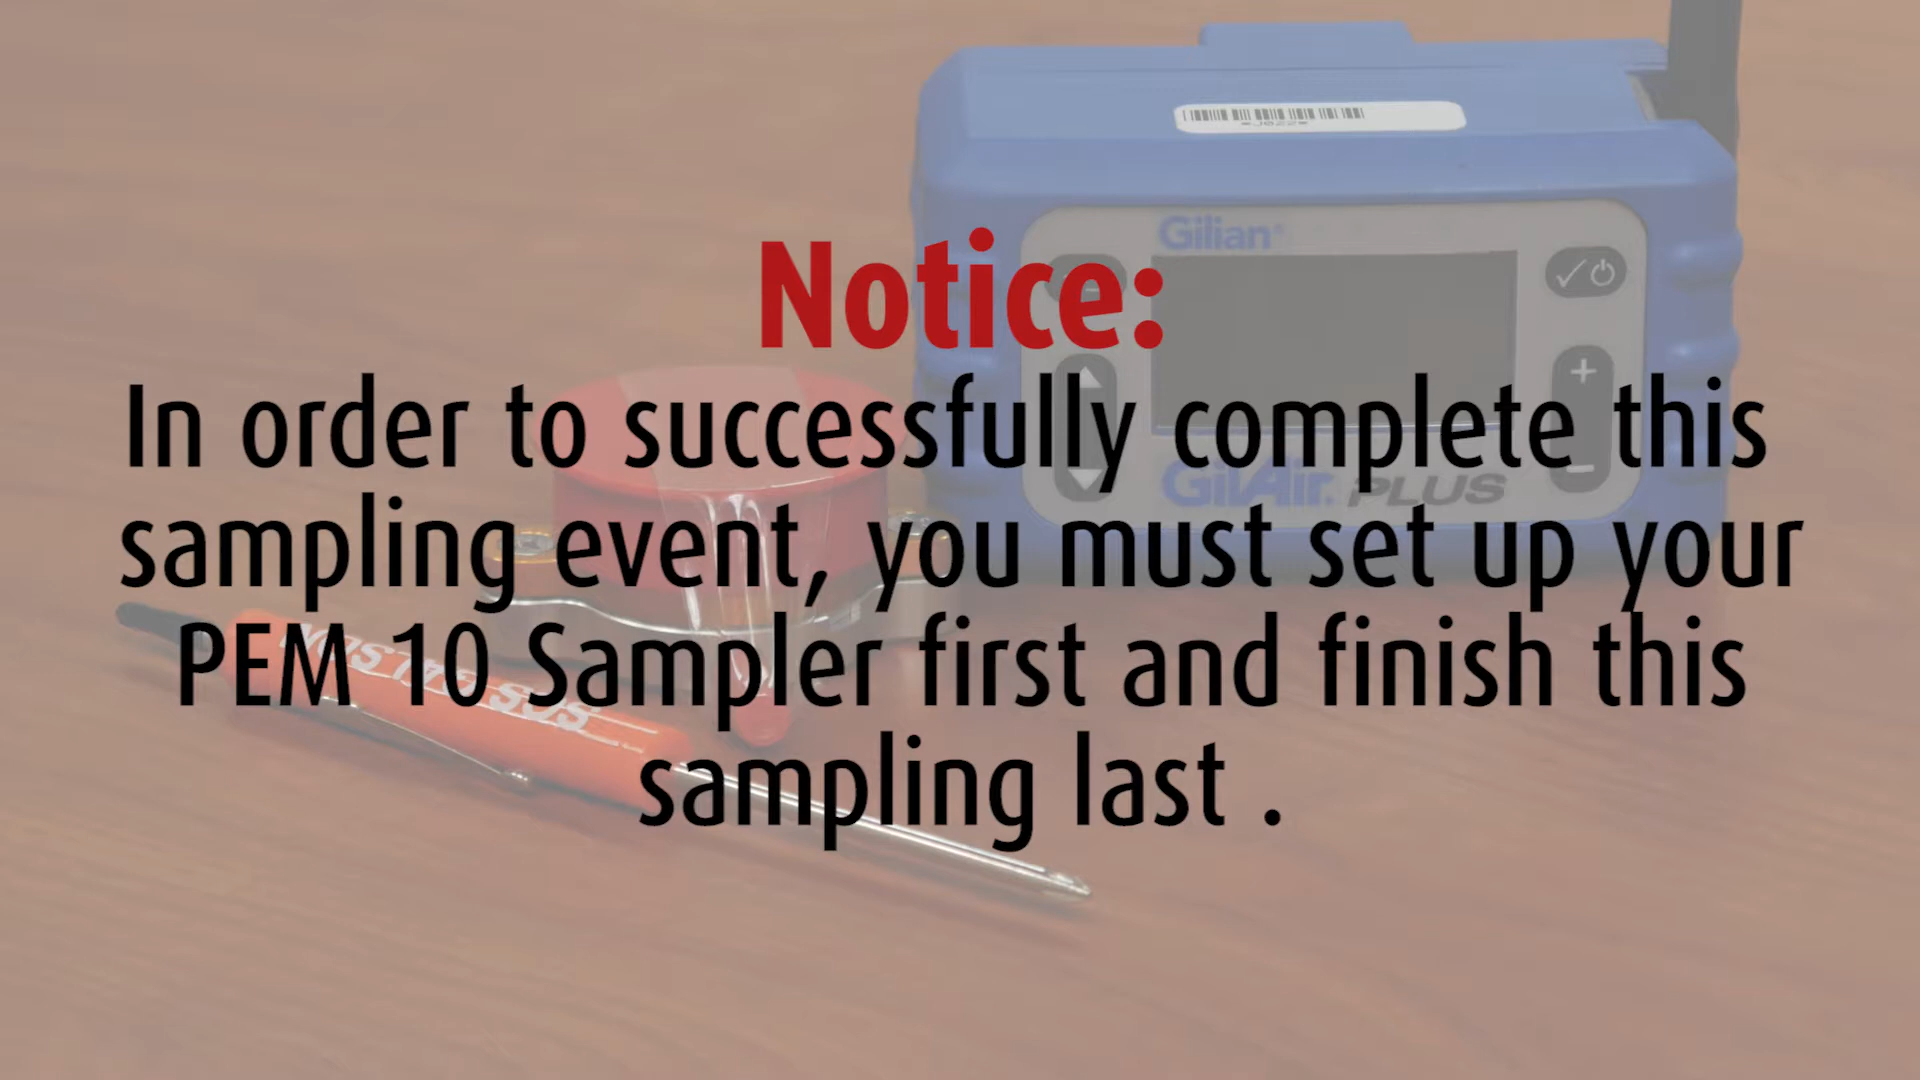 Notice:
In order to successfully complete this
sampling event, you must set up your
PEM 10 Sampler first and finish this
sampling last .
Gilian
GilAir PLUS